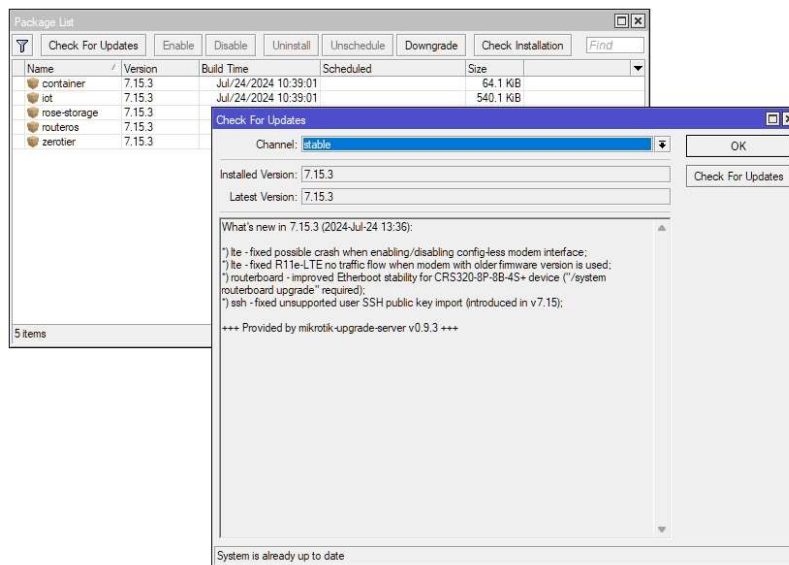 Package List
Check For Updates Enable Disable Uninstall Unschedule Downgrade Check Installation Find
Name / Version Build Time Scheduled Size
container 7.15.3 Jul/24/2024 10:39:01 64.1 KiB
iot 7.15.3 Jul/24/2024 10:39:01 540.1 KiB
rose-storage 7.15.3
routeros 7.15.3
zerotier 7.15.3
5 items
Check For Updates
Channel: stable
OK
Installed Version: 7.15.3
Check For Updates
Latest Version: 7.15.3
What's new in 7.15.3 (2024-Jul-24 13:36):
*) lte - fixed possible crash when enabling/disabling config-less modem interface;
*) lte - fixed R11e-LTE no traffic flow when modem with older firmware version is used;
*) routerboard - improved Etherboot stability for CRS320-8P-8B-4S+ device ("/system
routerboard upgrade" required);
*) ssh - fixed unsupported user SSH public key import (introduced in v7.15);
+++ Provided by mikrotik-upgrade-server v0.9.3 +++
System is already up to date